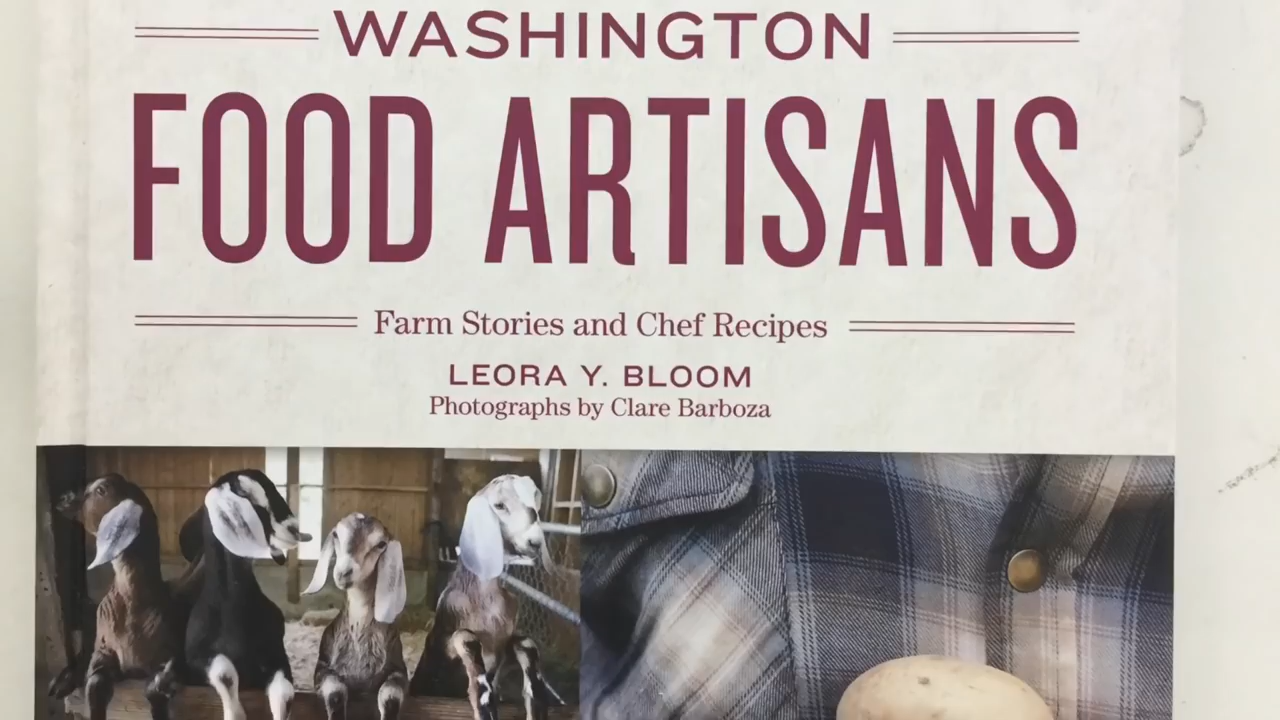 WASHINGTON
FOOD ARTISANS
Farm Stories and Chef Recipes
LEORA Y. BLOOM
Photographs by Clare Barboza